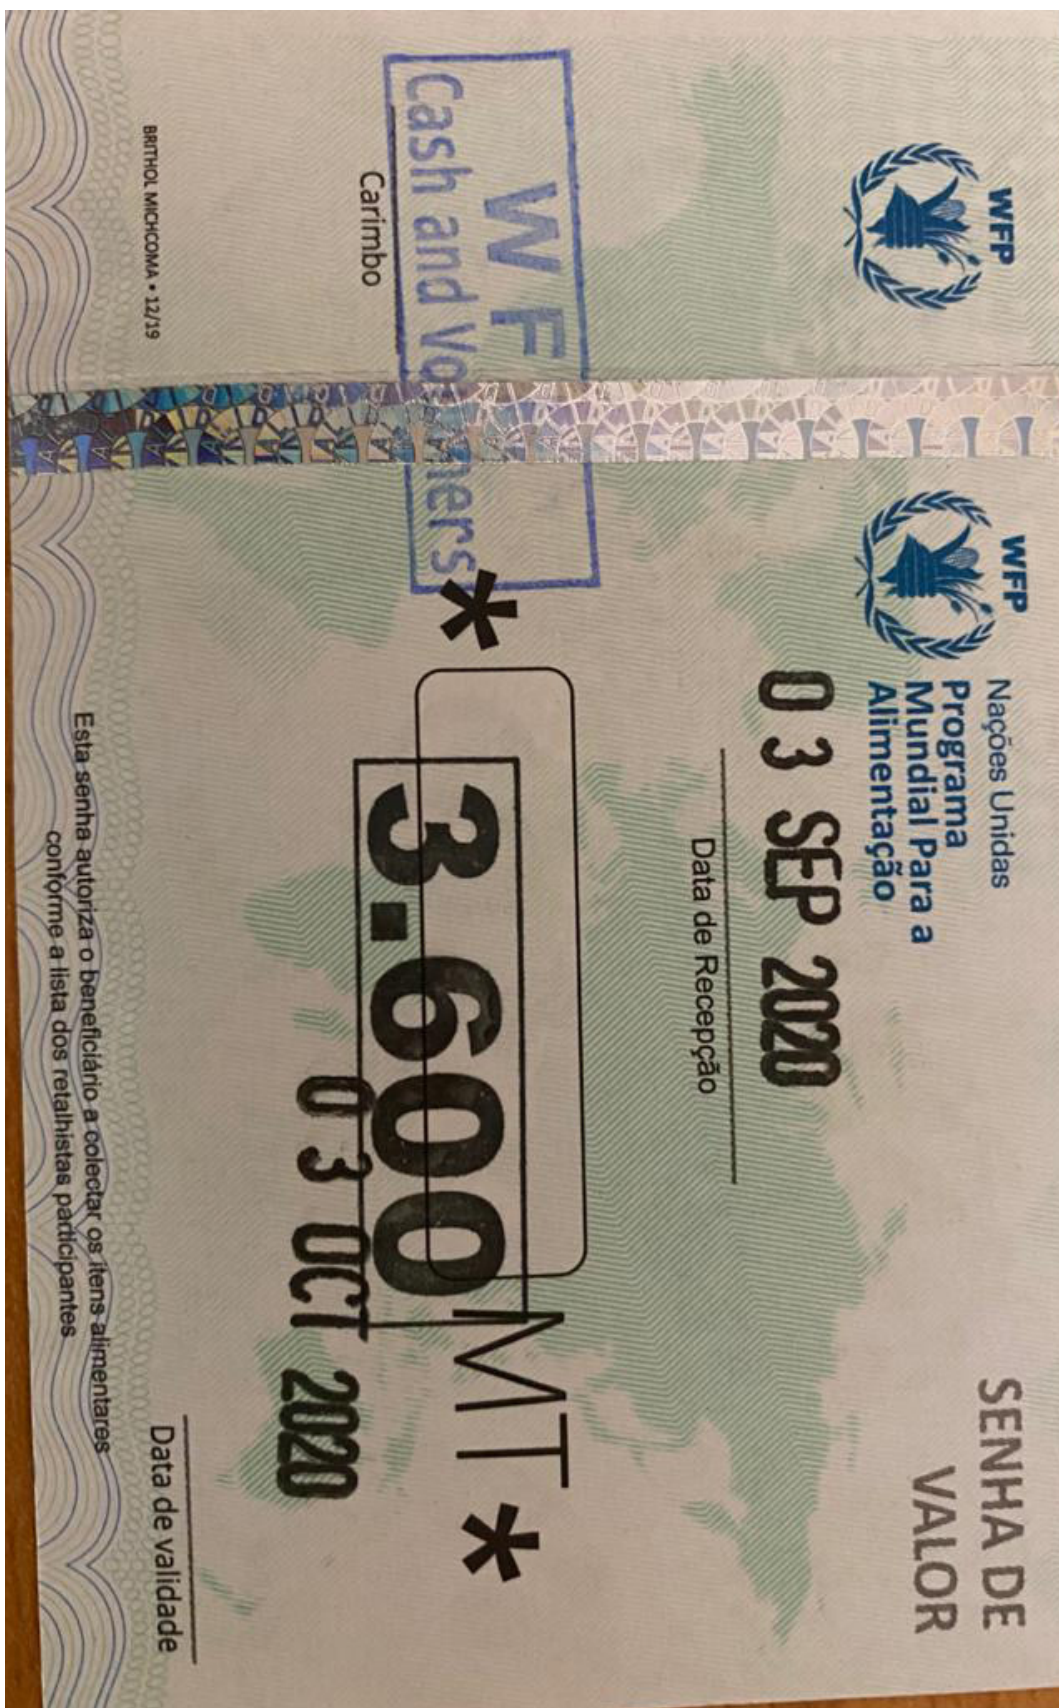 WFP
W F
Cash and Vo hers
Carimbo
BRITHOL MICHCOMA • 12/19
WFP
Nações Unidas
Programa
Mundial Para a
Alimentação
SENHA DE
VALOR
03 SEP 2020
Data de Recepção
* 3.600 MT *
03 OCT 2020
Data de validade
Esta senha autoriza o beneficiário a colectar os itens alimentares
conforme a lista dos retalhistas participantes